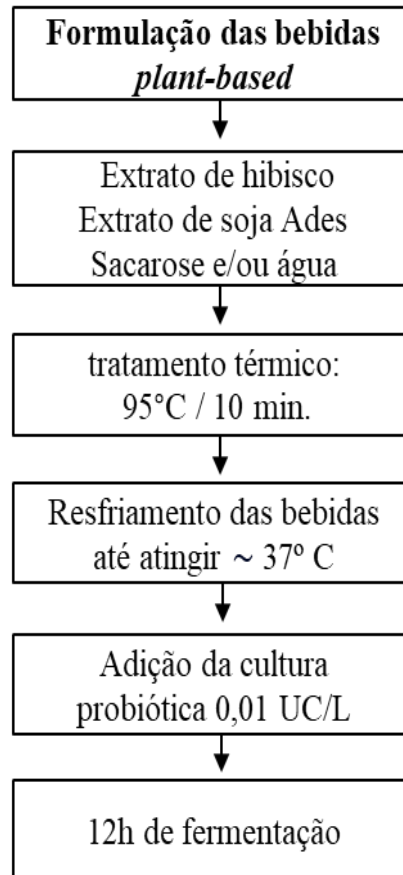 Formulação das bebidas
plant-based
Extrato de hibisco
Extrato de soja Ades
Sacarose e/ou água
tratamento térmico:
95°C / 10 min.
Resfriamento das bebidas
até atingir ~ 37º C
Adição da cultura
probiótica 0,01 UC/L
12h de fermentação